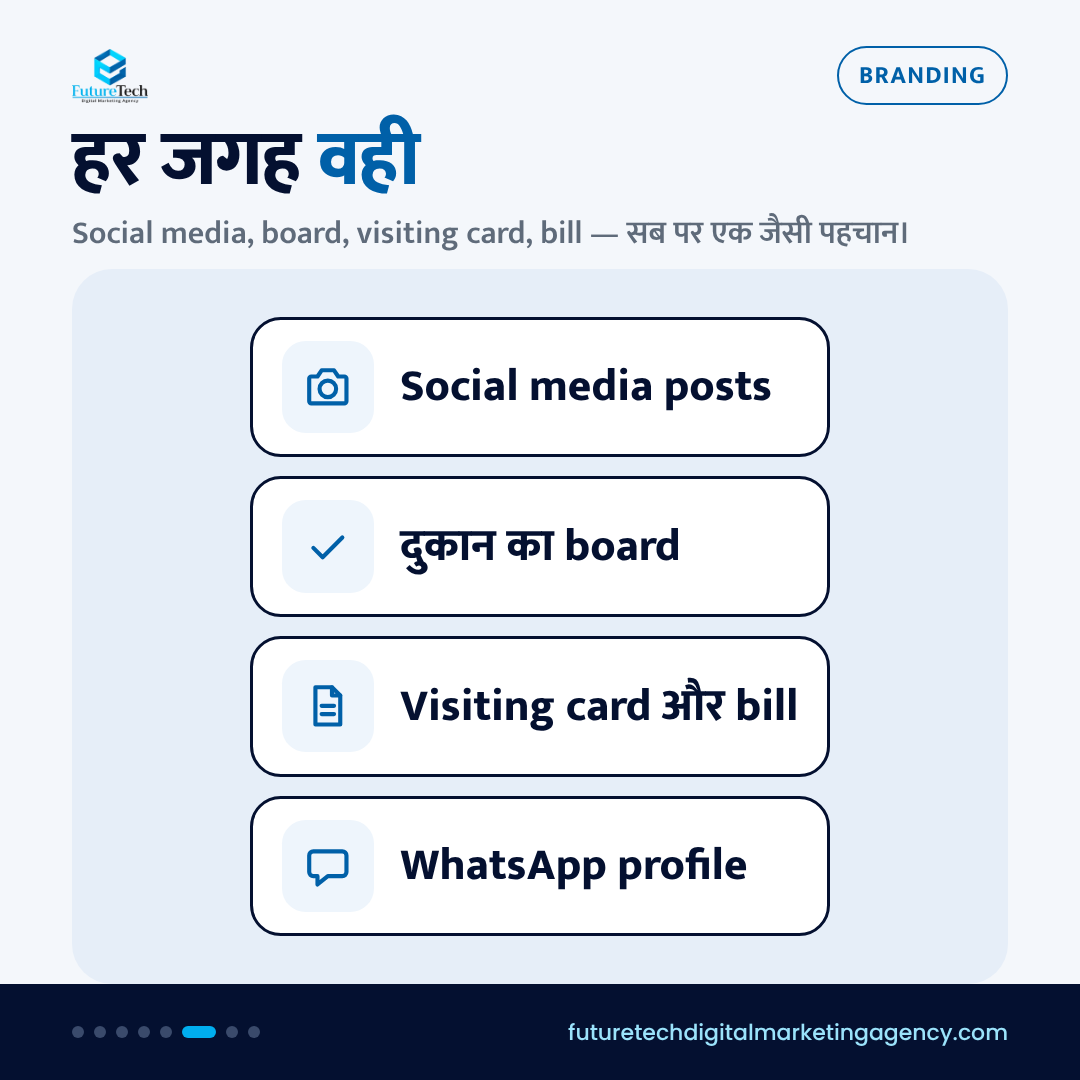 FutureTech
Digital Marketing Agency
BRANDING
हर जगह वही
Social media, board, visiting card, bill — सब पर एक जैसी पहचान।
Social media posts
दुकान का board
Visiting card और bill
WhatsApp profile
futuretechdigitalmarketingagency.com